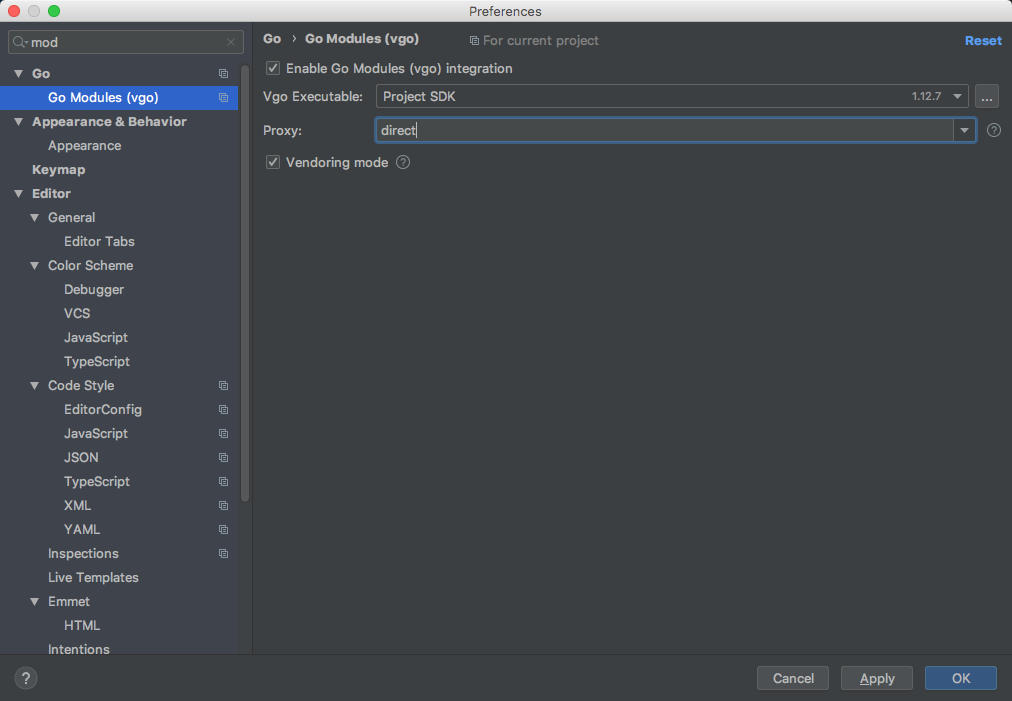 Preferences
mod
Go
Go Modules (vgo)
Appearance & Behavior
Appearance
Keymap
Editor
General
Editor Tabs
Color Scheme
Debugger
VCS
JavaScript
TypeScript
Code Style
EditorConfig
JavaScript
JSON
TypeScript
XML
YAML
Inspections
Live Templates
Emmet
HTML
Intentions
Go › Go Modules (vgo) For current project Reset
Enable Go Modules (vgo) integration
Vgo Executable: Project SDK 1.12.7 ...
Proxy: direct ?
Vendoring mode ?
? Cancel Apply OK